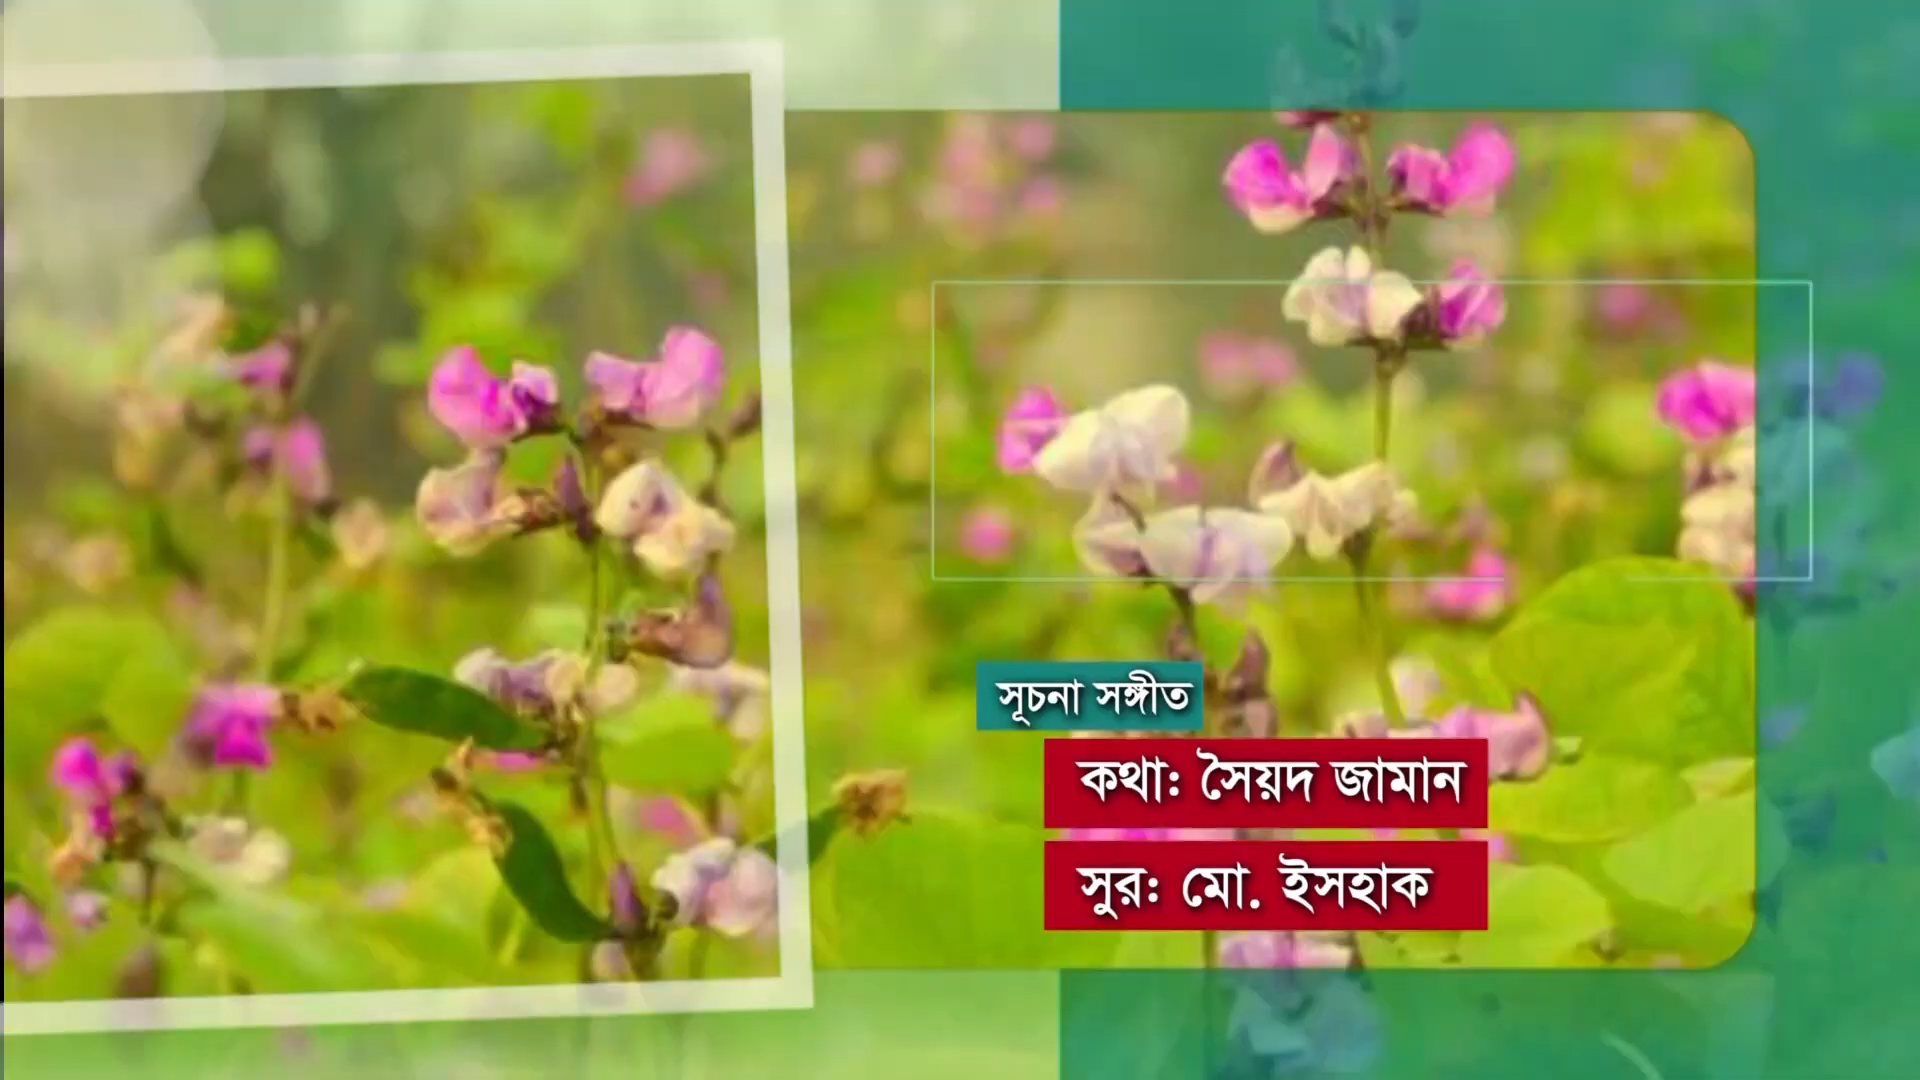 সূচনা সঙ্গীত
কথা: সৈয়দ জামান
সুর: মো. ইসহাক